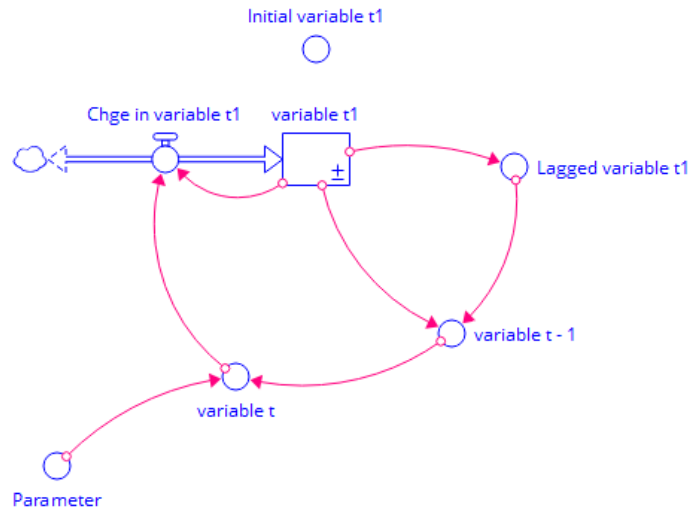 Initial variable t1
Chge in variable t1
variable t1
±
Lagged variable t1
variable t - 1
variable t
Parameter